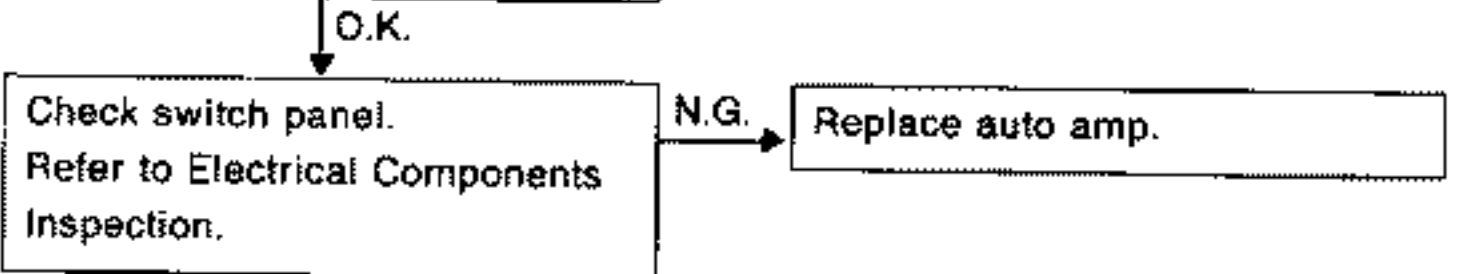 O.K.
Check switch panel.
Refer to Electrical Components
Inspection.
N.G.
Replace auto amp.